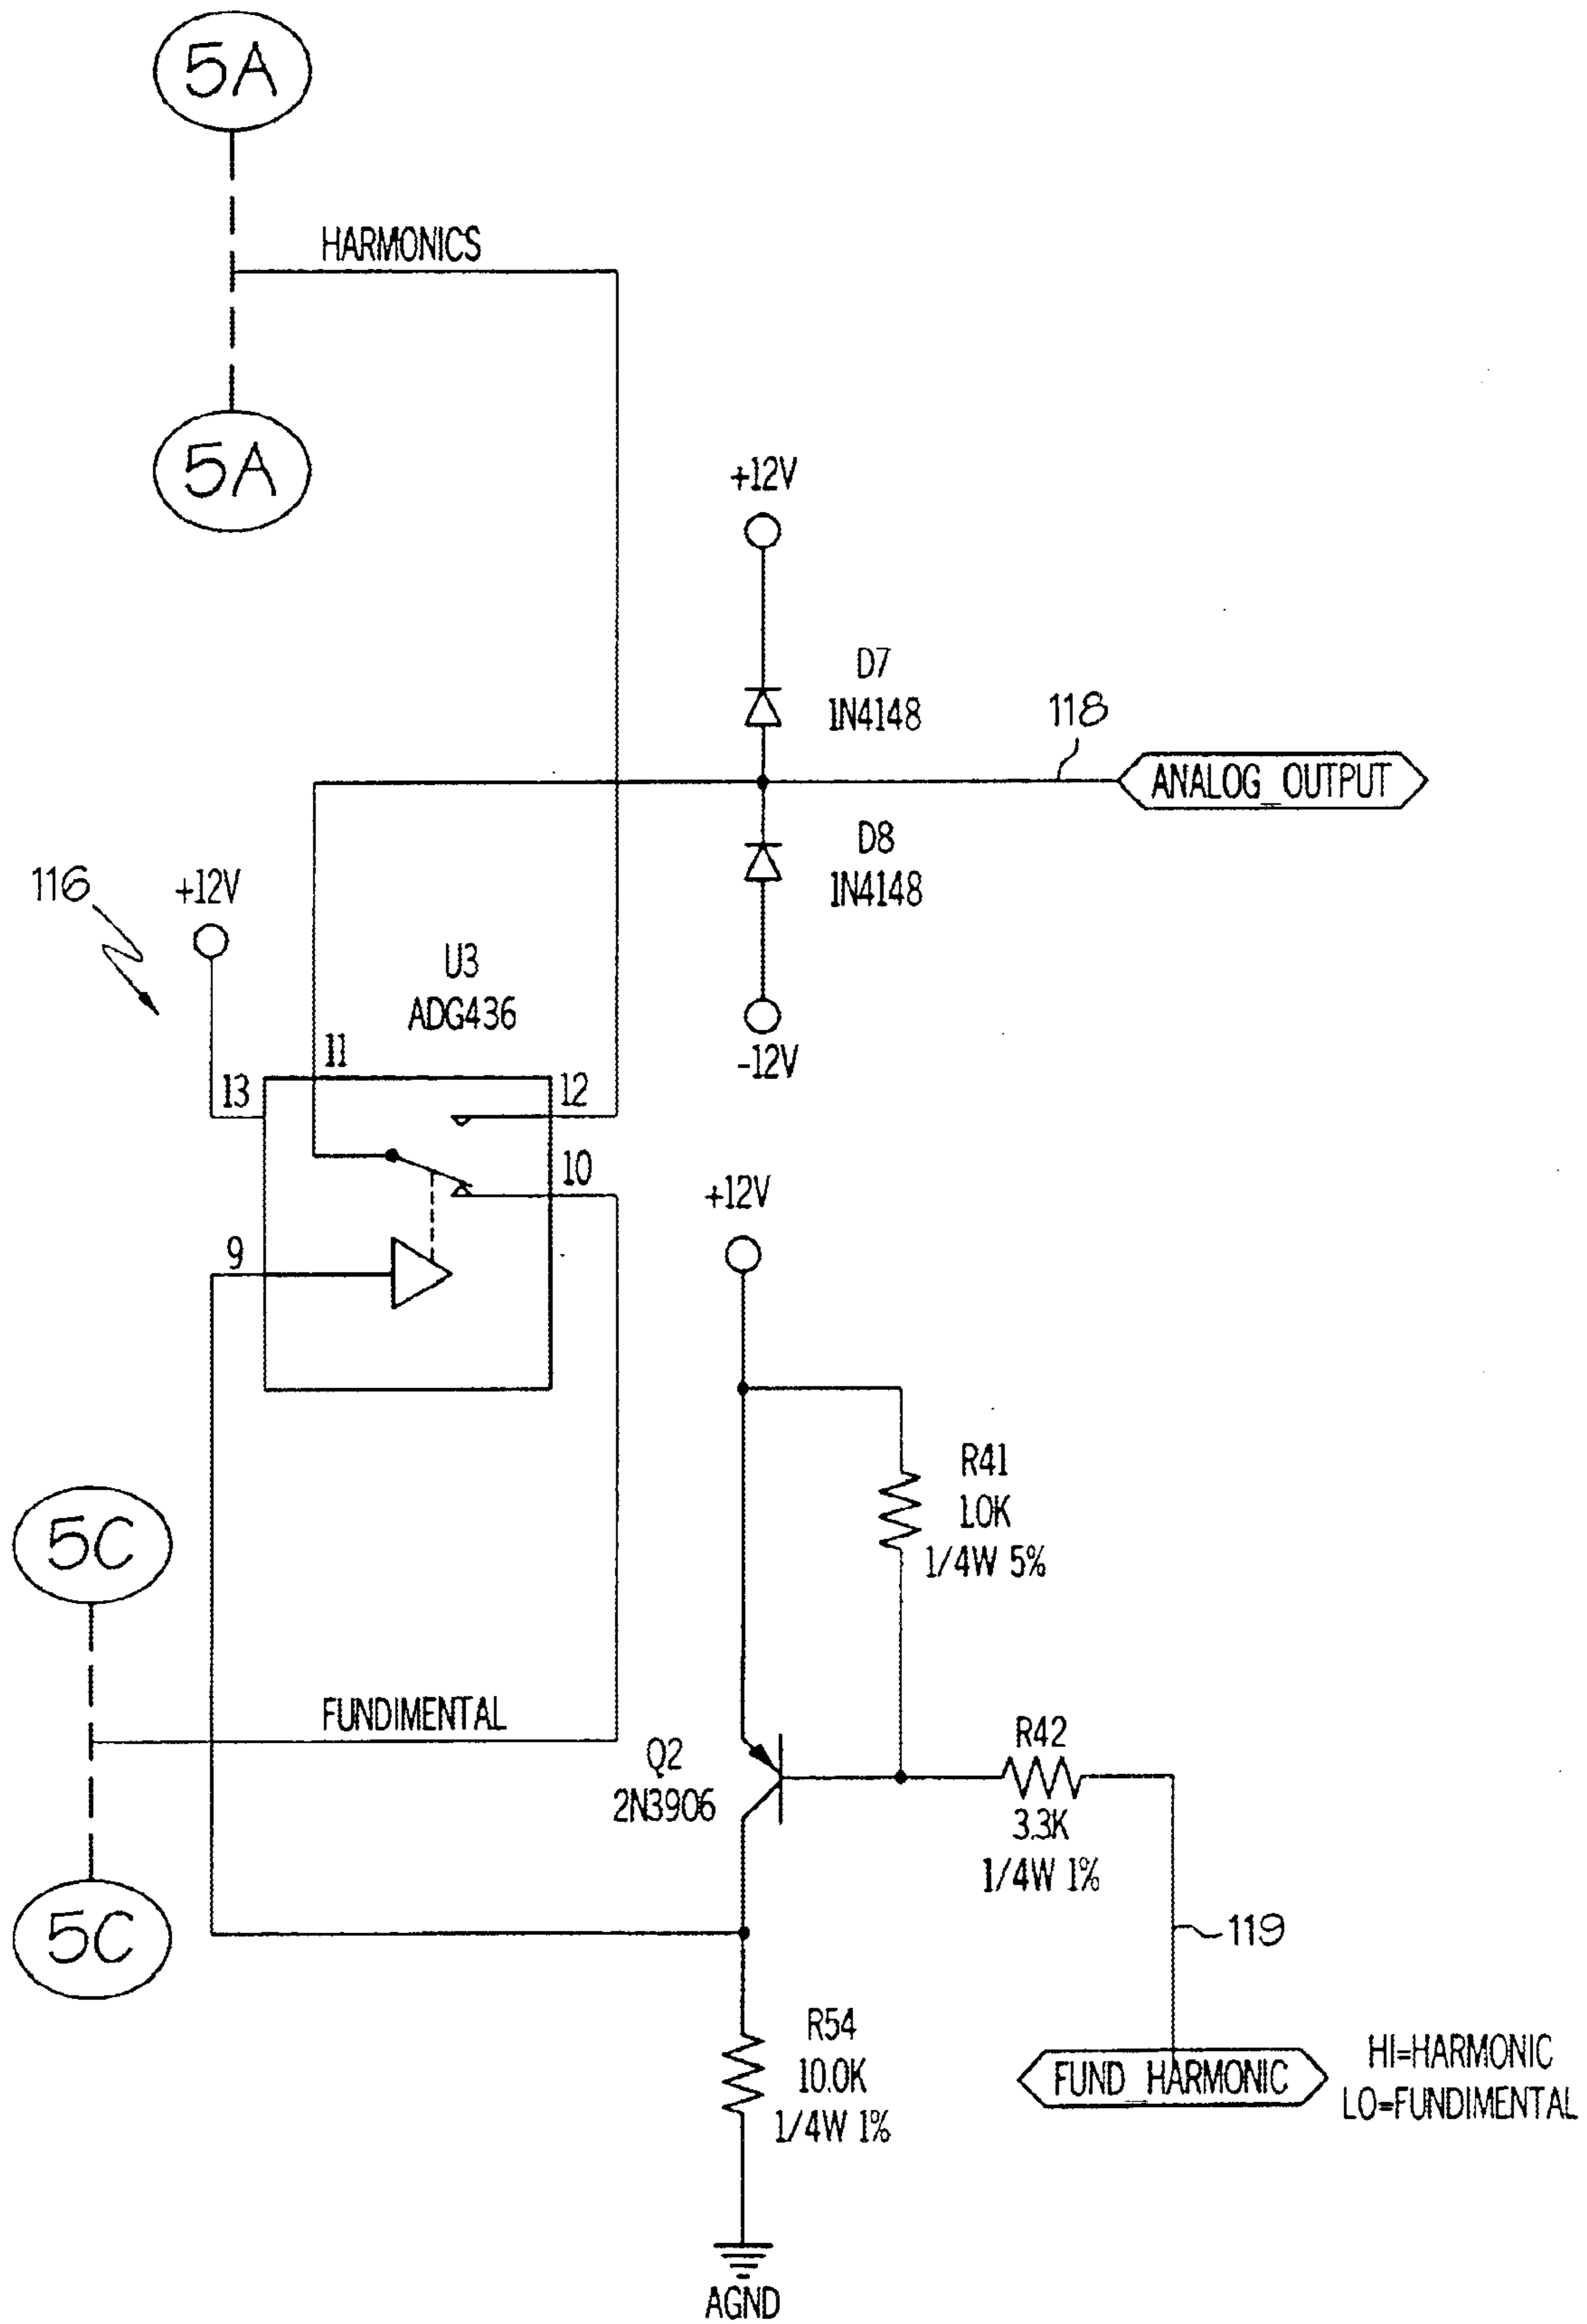 5A
HARMONICS
5A
+12V
D7
1N4148
118
ANALOG_OUTPUT
D8
1N4148
-12V
116
+12V
U3
ADG436
11
13
12
10
9
+12V
R41
1.0K
1/4W 5%
5C
FUNDIMENTAL
Q2
2N3906
R42
3.3K
1/4W 1%
5C
119
R54
10.0K
1/4W 1%
FUND_HARMONIC
HI=HARMONIC
LO=FUNDIMENTAL
AGND